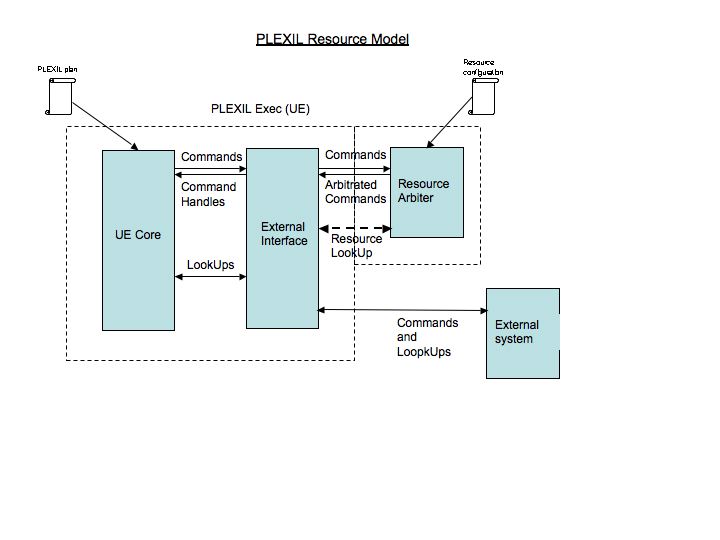 PLEXIL Resource Model
PLEXIL plan
Resource
configuration
PLEXIL Exec (UE)
Commands
Command
Handles
UE Core
LookUps
External
Interface
Commands
Arbitrated
Commands
Resource
LookUp
Resource
Arbiter
Commands
and
LoopkUps
External
system